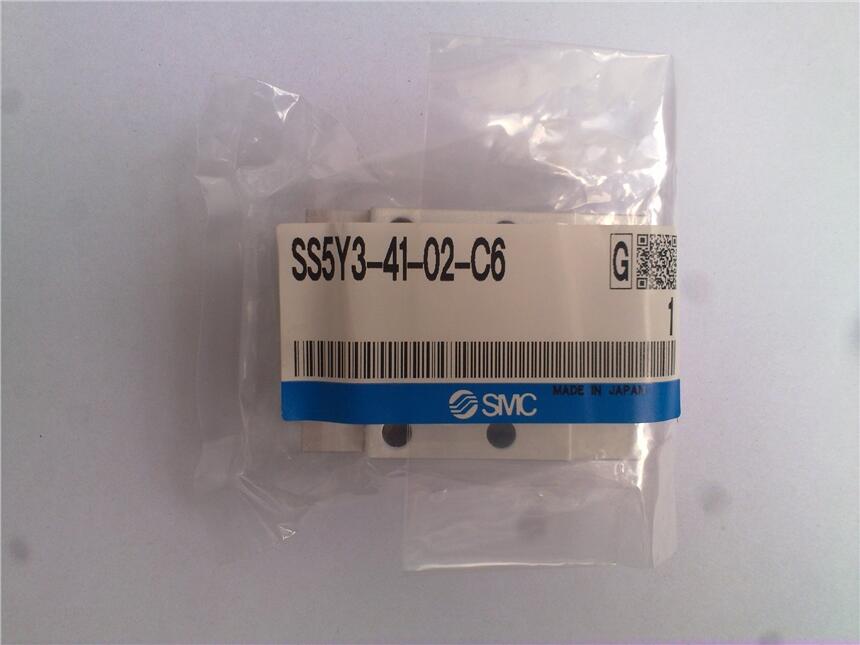 SS5Y3-41-02-C6
G
1
MADE IN JAPAN
SMC